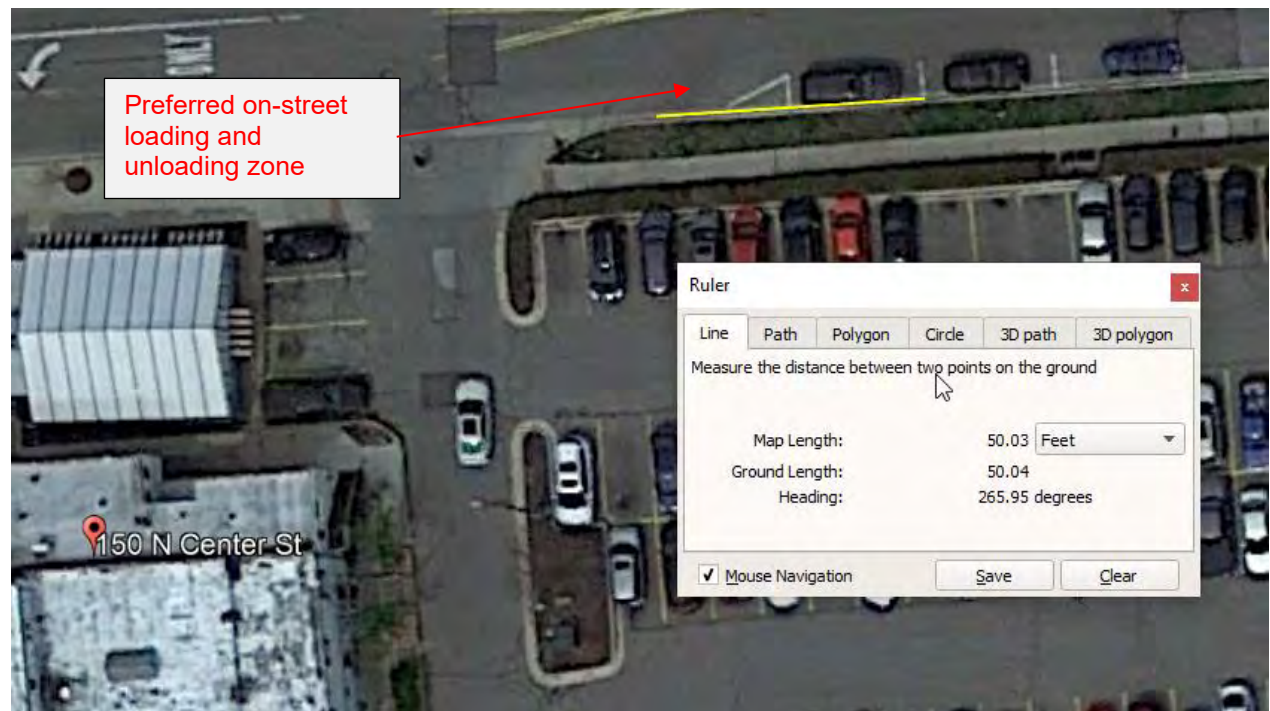 ONLY
Preferred on-street
loading and
unloading zone
Ruler
x
Line Path Polygon Circle 3D path 3D polygon
Measure the distance between two points on the ground
Map Length: 50.03 Feet
Ground Length: 50.04
Heading: 265.95 degrees
Mouse Navigation Save Clear
150 N Center St